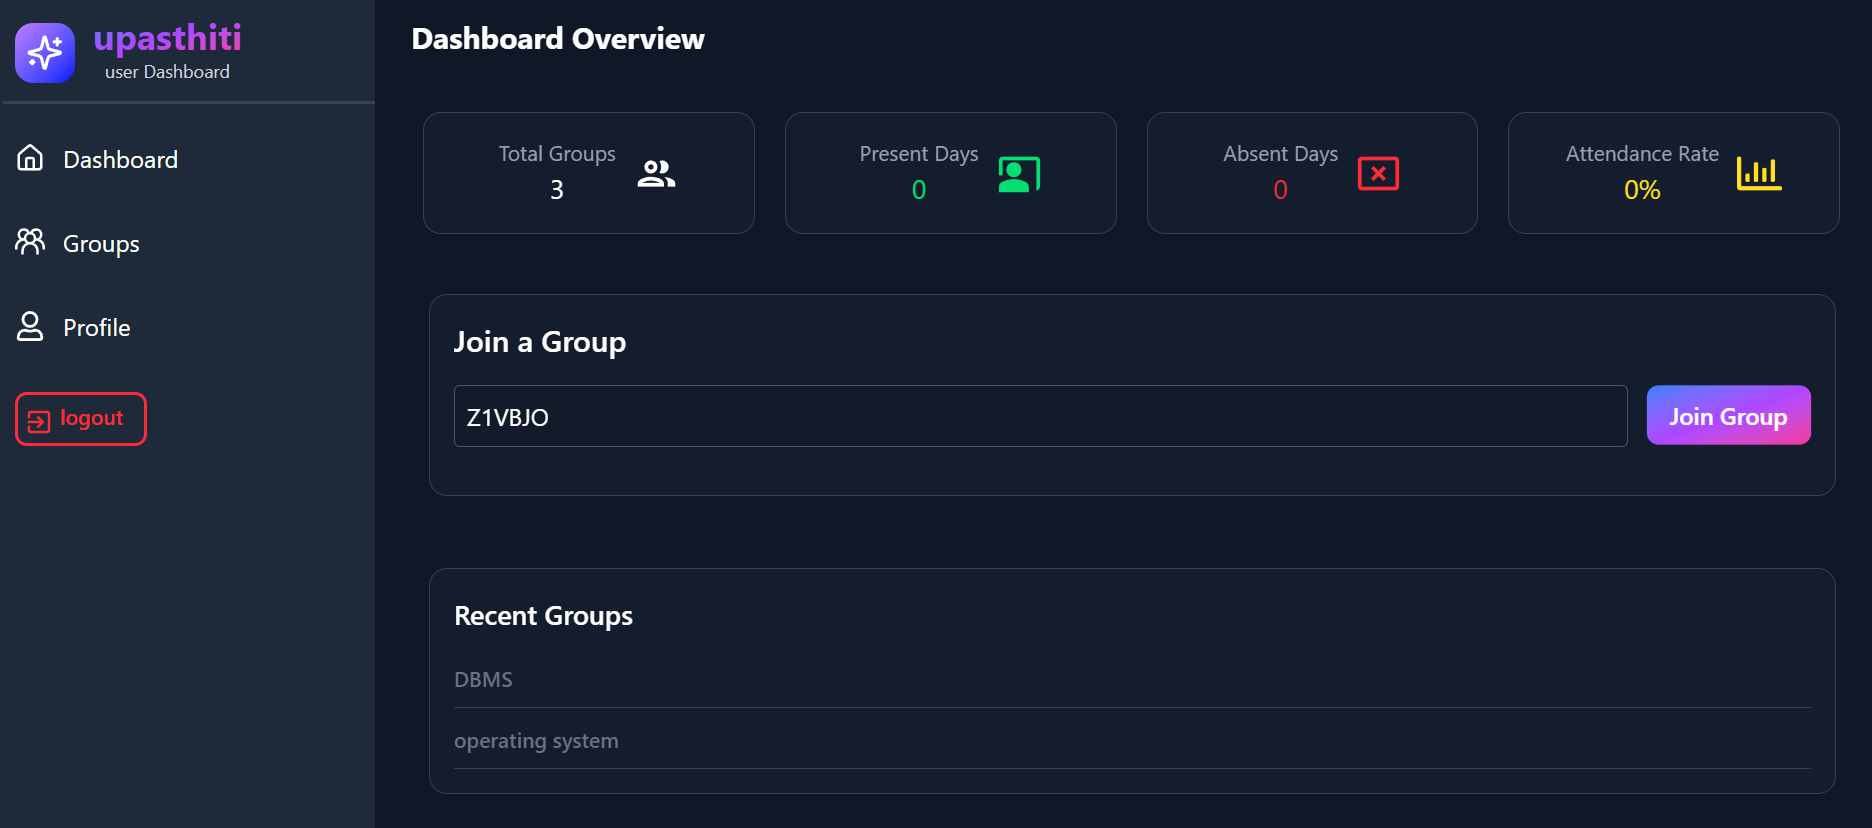 upasthiti
user Dashboard
Dashboard
Groups
Profile
logout
Dashboard Overview
Total Groups
3
Present Days
0
Absent Days
0
Attendance Rate
0%
Join a Group
Z1VBJO
Join Group
Recent Groups
DBMS
operating system